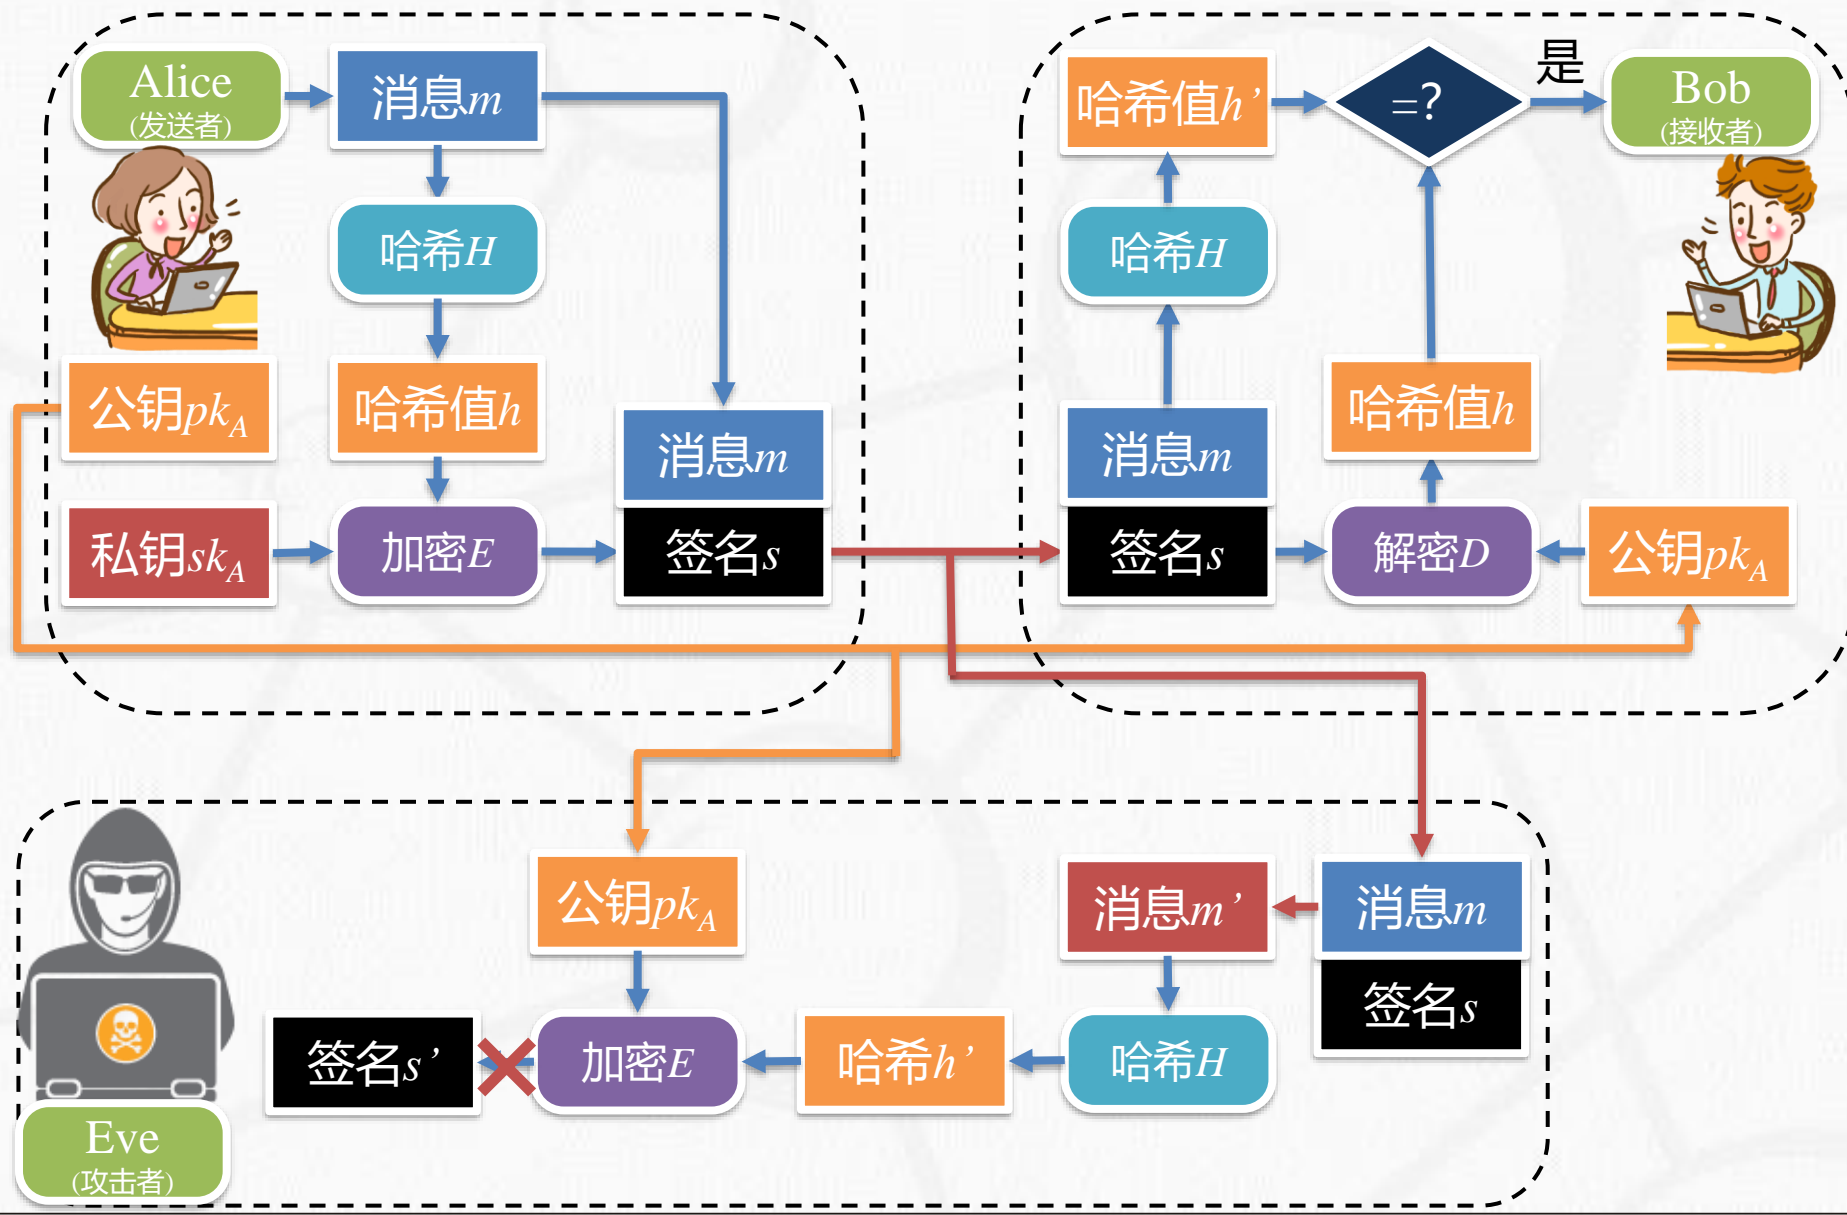 Alice
(发送者)
消息m
哈希H
公钥pkA
哈希值h
私钥skA
加密E
消息m
签名s
哈希值h’
=?
是
Bob
(接收者)
哈希H
消息m
签名s
哈希值h
解密D
公钥pkA
公钥pkA
消息m’
消息m
签名s
签名s’
加密E
哈希h’
哈希H
Eve
(攻击者)